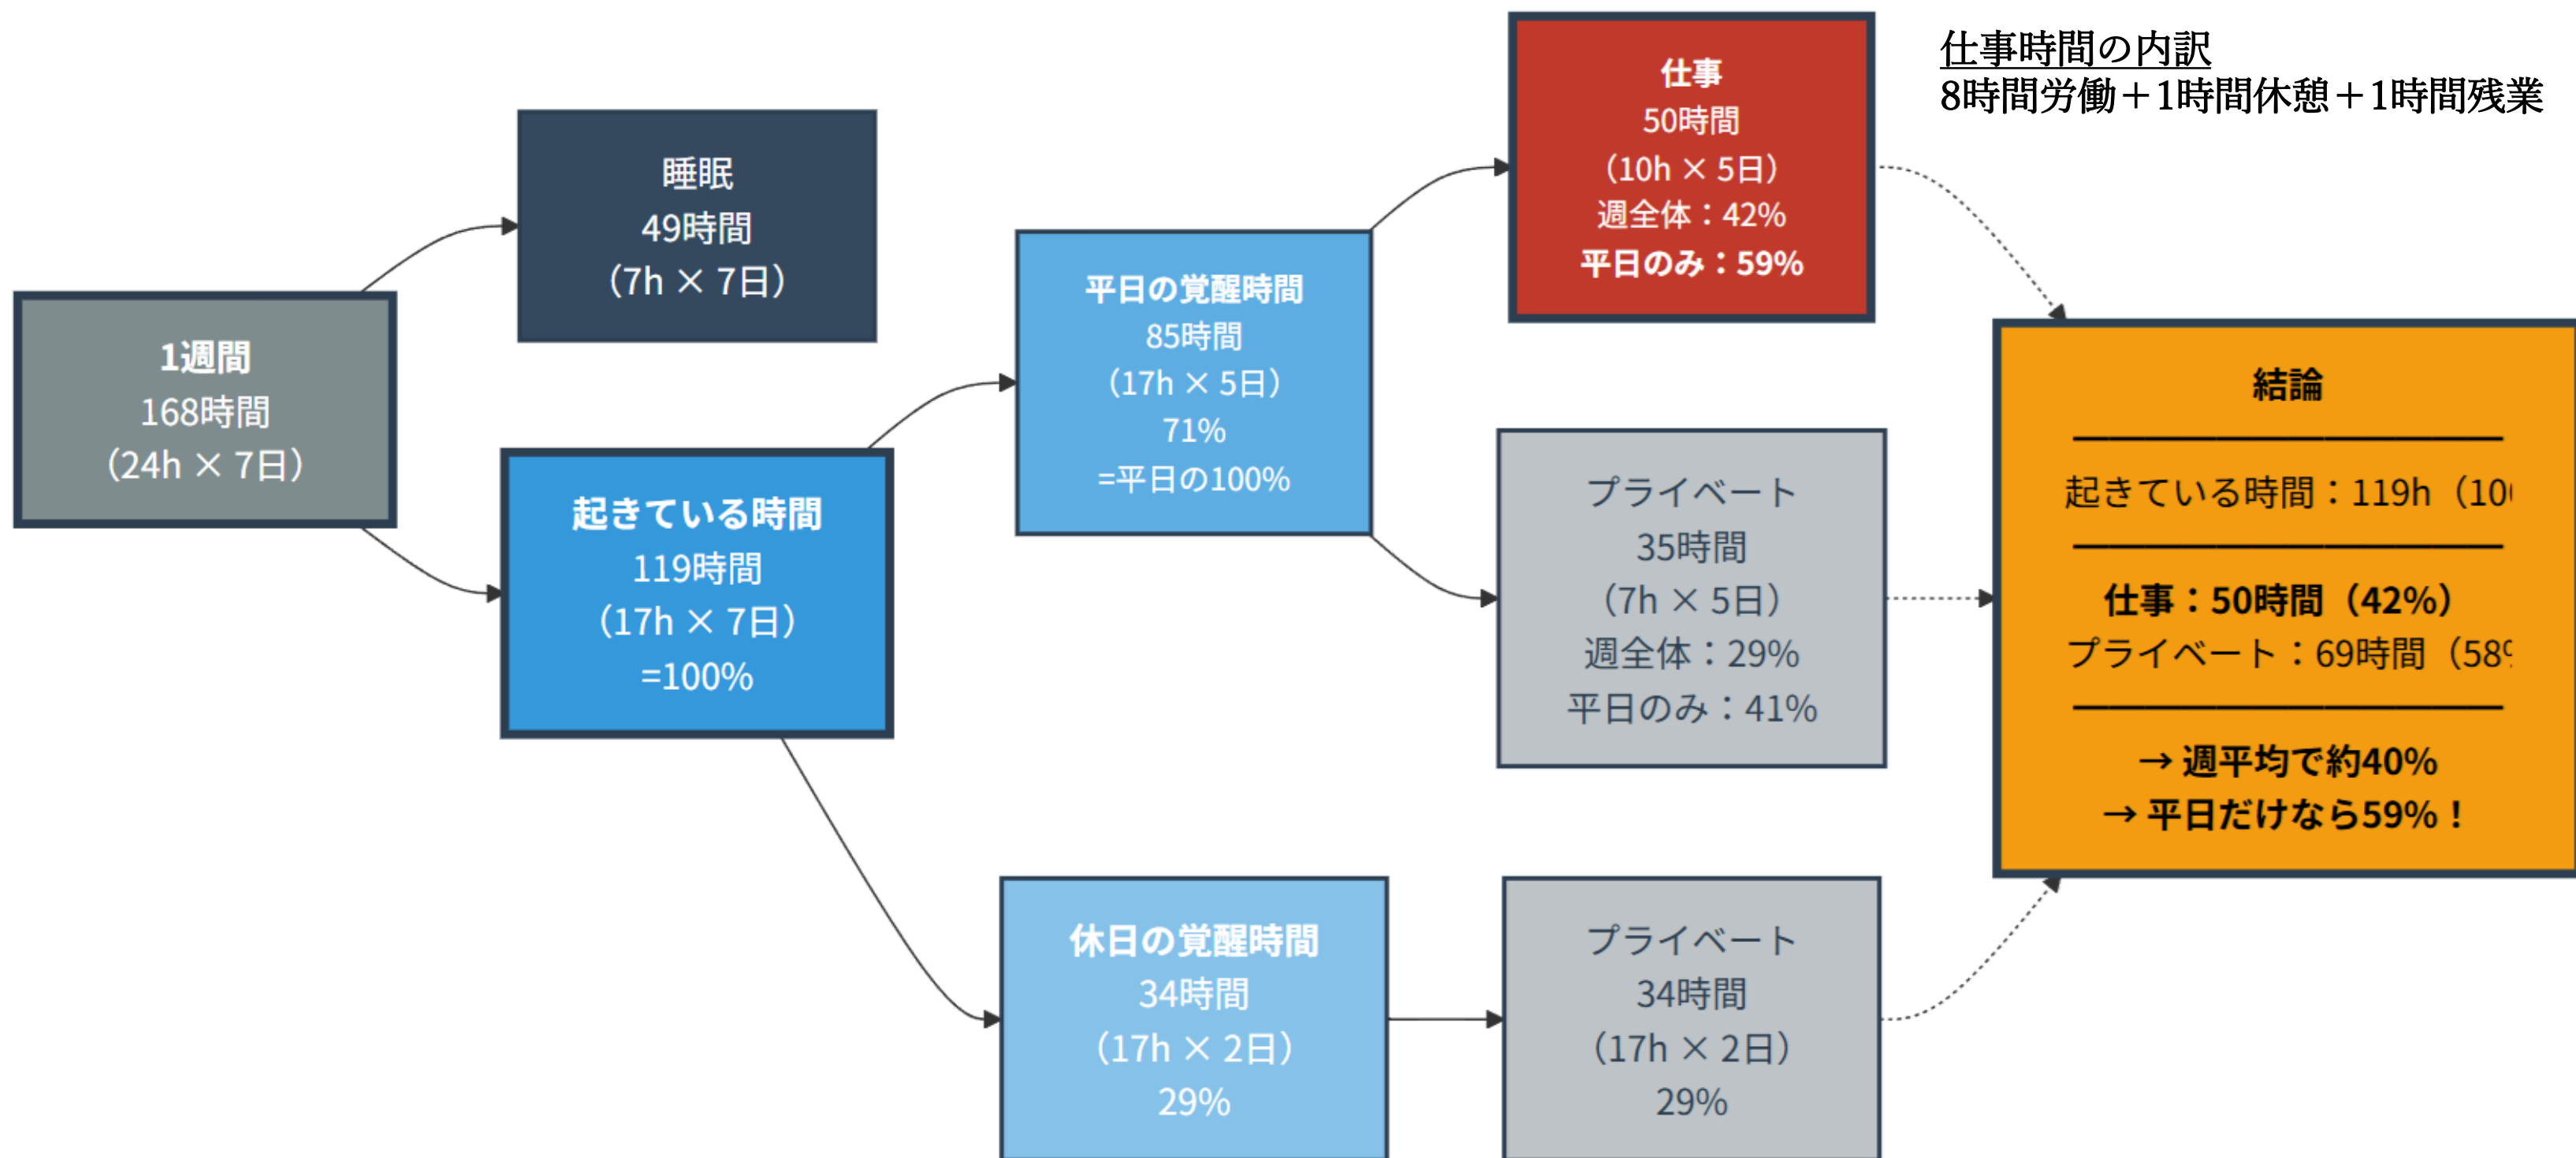 1週間
168時間
（24h × 7日）
睡眠
49時間
（7h × 7日）
起きている時間
119時間
（17h × 7日）
=100%
平日の覚醒時間
85時間
（17h × 5日）
71%
=平日の100%
休日の覚醒時間
34時間
（17h × 2日）
29%
仕事
50時間
（10h × 5日）
週全体：42%
平日のみ：59%
プライベート
35時間
（7h × 5日）
週全体：29%
平日のみ：41%
プライベート
34時間
（17h × 2日）
29%
仕事時間の内訳
8時間労働＋1時間休憩＋1時間残業
結論
起きている時間：119h（10
仕事：50時間（42%）
プライベート：69時間（58
→ 週平均で約40%
→ 平日だけなら59%！